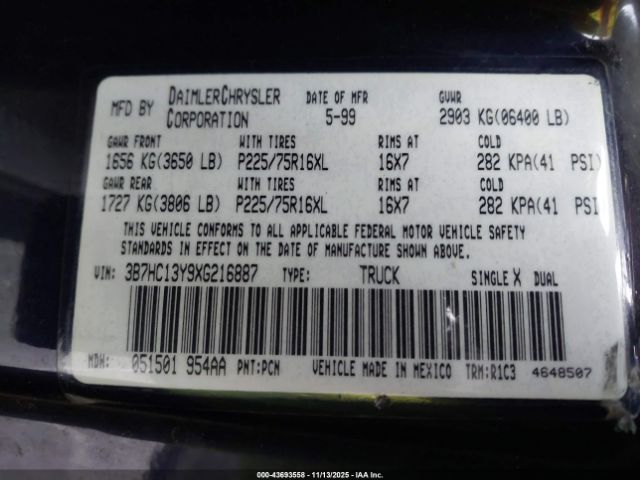 MFD BY DAIMLERCHRYSLER CORPORATION DATE OF MFR 5-99 GVWR 2903 KG(06400 LB)
GAWR FRONT WITH TIRES RIMS AT COLD
1656 KG(3650 LB) P225/75R16XL 16X7 282 KPA(41 PSI)
GAWR REAR WITH TIRES RIMS AT COLD
1727 KG(3806 LB) P225/75R16XL 16X7 282 KPA(41 PSI)
THIS VEHICLE CONFORMS TO ALL APPLICABLE FEDERAL MOTOR VEHICLE SAFETY
STANDARDS IN EFFECT ON THE DATE OF MANUFACTURE SHOWN ABOVE.
VIN: 3B7HC13Y9XG216887 TYPE: TRUCK SINGLE X DUAL
MDH: 051501 954AA PNT:PCN VEHICLE MADE IN MEXICO TRM:R1C3 4648507
000-43693558 - 11/13/2025 - IAA Inc.